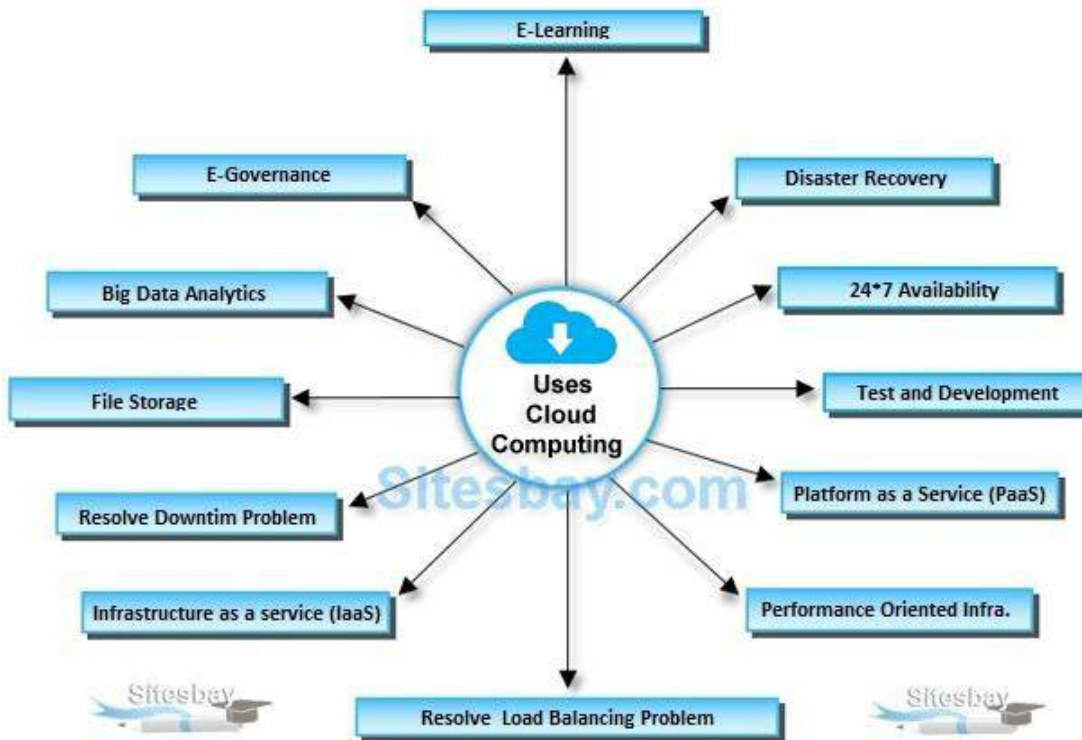 E-Learning
E-Governance
Disaster Recovery
Big Data Analytics
24*7 Availability
Uses
Cloud
Computing
File Storage
Test and Development
Sitesbay.com
Resolve Downtim Problem
Platform as a Service (PaaS)
Infrastructure as a service (IaaS)
Performance Oriented Infra.
Resolve Load Balancing Problem
Sitesbay
Sitesbay